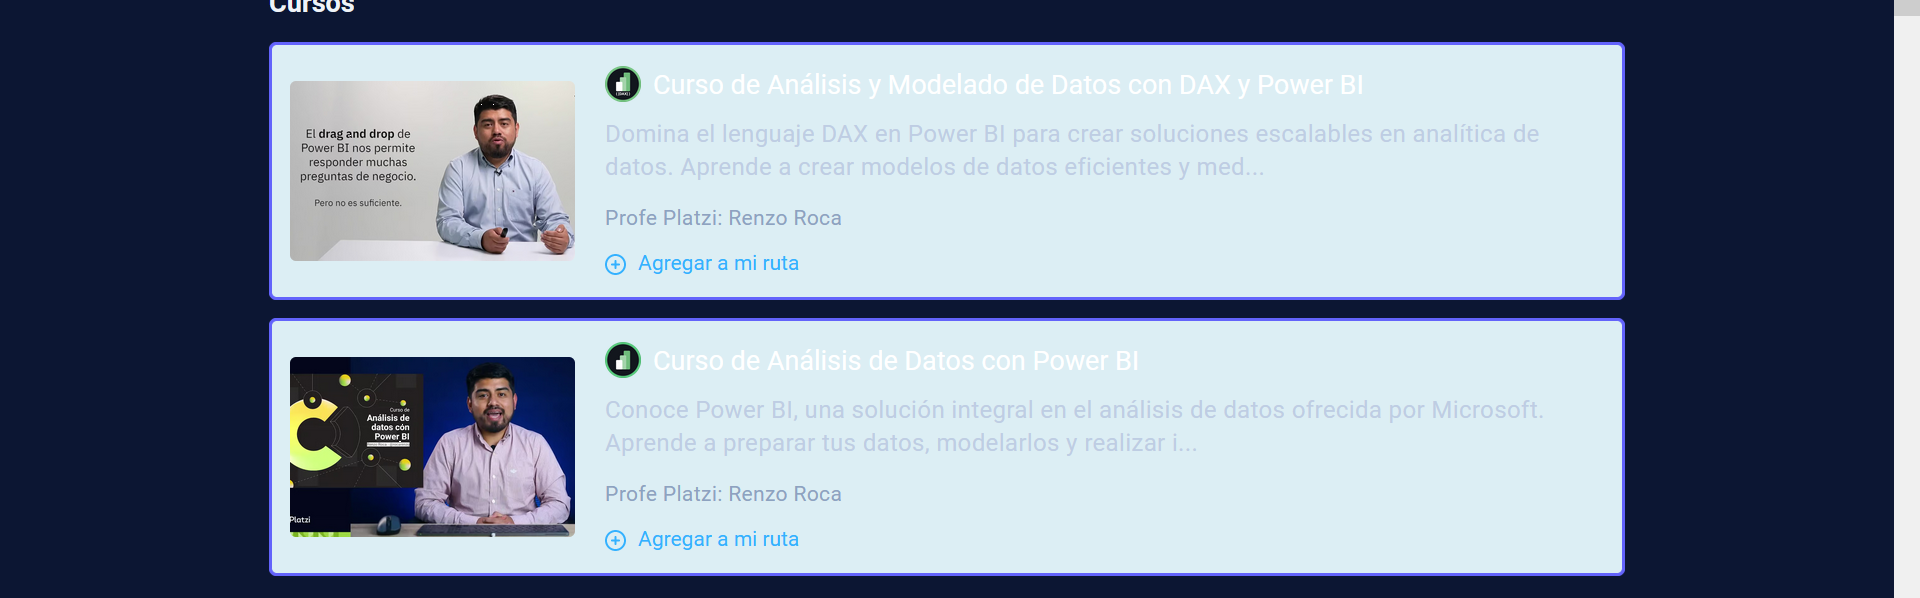 Cursos
El drag and drop de
Power BI nos permite
responder muchas
preguntas de negocio.
Pero no es suficiente.
Curso de Análisis y Modelado de Datos con DAX y Power BI
Domina el lenguaje DAX en Power BI para crear soluciones escalables en analítica de
datos. Aprende a crear modelos de datos eficientes y med...
Profe Platzi: Renzo Roca
Agregar a mi ruta
Curso de
Análisis de
datos cón
Power BI
Platzi
Curso de Análisis de Datos con Power BI
Conoce Power BI, una solución integral en el análisis de datos ofrecida por Microsoft.
Aprende a preparar tus datos, modelarlos y realizar i...
Profe Platzi: Renzo Roca
Agregar a mi ruta